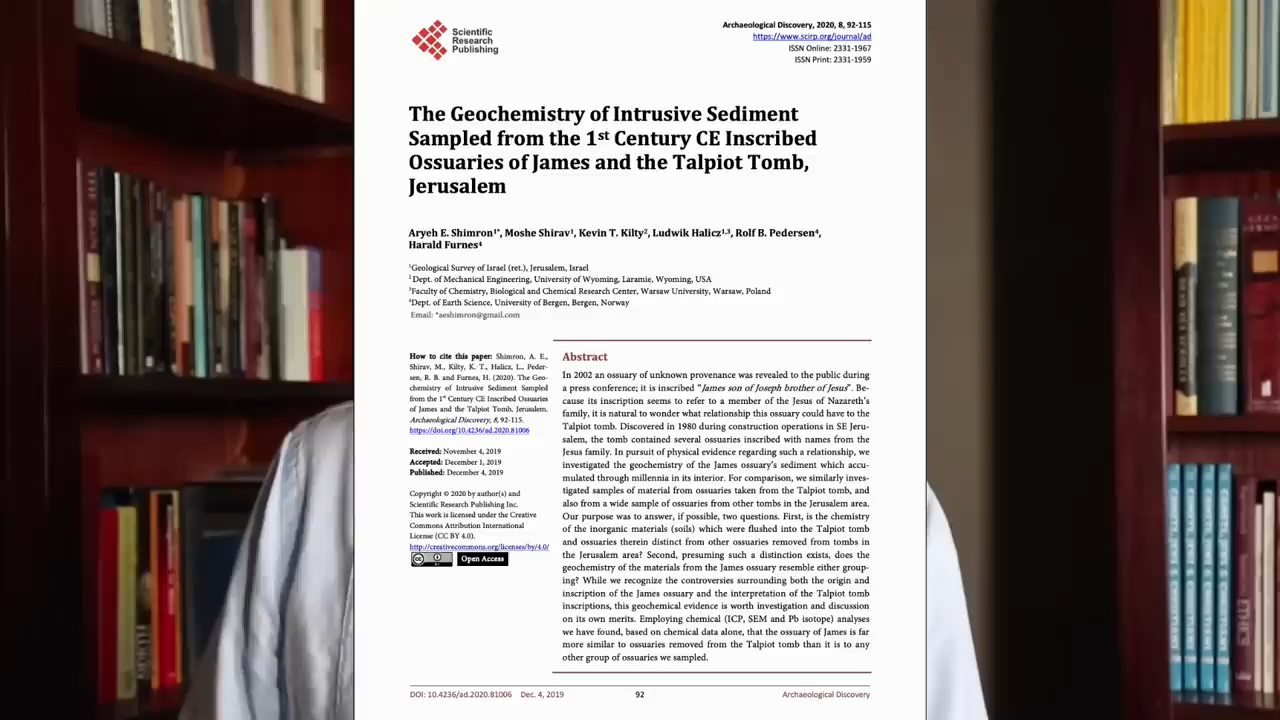 Scientific
Research
Publishing
Archaeological Discovery, 2020, 8, 92-115
https://www.scirp.org/journal/ad
ISSN Online: 2331-1967
ISSN Print: 2331-1959
The Geochemistry of Intrusive Sediment
Sampled from the 1st Century CE Inscribed
Ossuaries of James and the Talpiot Tomb,
Jerusalem
Aryeh E. Shimron1*, Moshe Shirav1, Kevin T. Kilty2, Ludwik Halicz1,3, Rolf B. Pedersen4,
Harald Furnes4
1Geological Survey of Israel (ret.), Jerusalem, Israel
2Dept. of Mechanical Engineering, University of Wyoming, Laramie, Wyoming, USA
3Faculty of Chemistry, Biological and Chemical Research Center, Warsaw University, Warsaw, Poland
4Dept. of Earth Science, University of Bergen, Bergen, Norway
Email: *aeshimron@gmail.com
How to cite this paper: Shimron, A. E.,
Shirav, M., Kilty, K. T., Halicz, L., Peder-
sen, R. B. and Furnes, H. (2020). The Geo-
chemistry of Intrusive Sediment Sampled
from the 1st Century CE Inscribed Ossuaries
of James and the Talpiot Tomb, Jerusalem.
Archaeological Discovery, 8, 92-115.
https://doi.org/10.4236/ad.2020.81006
Received: November 4, 2019
Accepted: December 1, 2019
Published: December 4, 2019
Copyright © 2020 by author(s) and
Scientific Research Publishing Inc.
This work is licensed under the Creative
Commons Attribution International
License (CC BY 4.0).
http://creativecommons.org/licenses/by/4.0/
Open Access
Abstract
In 2002 an ossuary of unknown provenance was revealed to the public during
a press conference; it is inscribed "James son of Joseph brother of Jesus". Be-
cause its inscription seems to refer to a member of the Jesus of Nazareth's
family, it is natural to wonder what relationship this ossuary could have to the
Talpiot tomb. Discovered in 1980 during construction operations in SE Jeru-
salem, the tomb contained several ossuaries inscribed with names from the
Jesus family. In pursuit of physical evidence regarding such a relationship, we
investigated the geochemistry of the James ossuary's sediment which accu-
mulated through millennia in its interior. For comparison, we similarly inves-
tigated samples of material from ossuaries taken from the Talpiot tomb, and
also from a wide sample of ossuaries from other tombs in the Jerusalem area.
Our purpose was to answer, if possible, two questions. First, is the chemistry
of the inorganic materials (soils) which were flushed into the Talpiot tomb
and ossuaries therein distinct from other ossuaries removed from tombs in
the Jerusalem area? Second, presuming such a distinction exists, does the
geochemistry of the materials from the James ossuary resemble either group-
ing? While we recognize the controversies surrounding both the origin and
inscription of the James ossuary and the interpretation of the Talpiot tomb
inscriptions, this geochemical evidence is worth investigation and discussion
on its own merits. Employing chemical (ICP, SEM and Pb isotope) analyses
we have found, based on chemical data alone, that the ossuary of James is far
more similar to ossuaries removed from the Talpiot tomb than it is to any
other group of ossuaries we sampled.
DOI: 10.4236/ad.2020.81006 Dec. 4, 2019
92
Archaeological Discovery